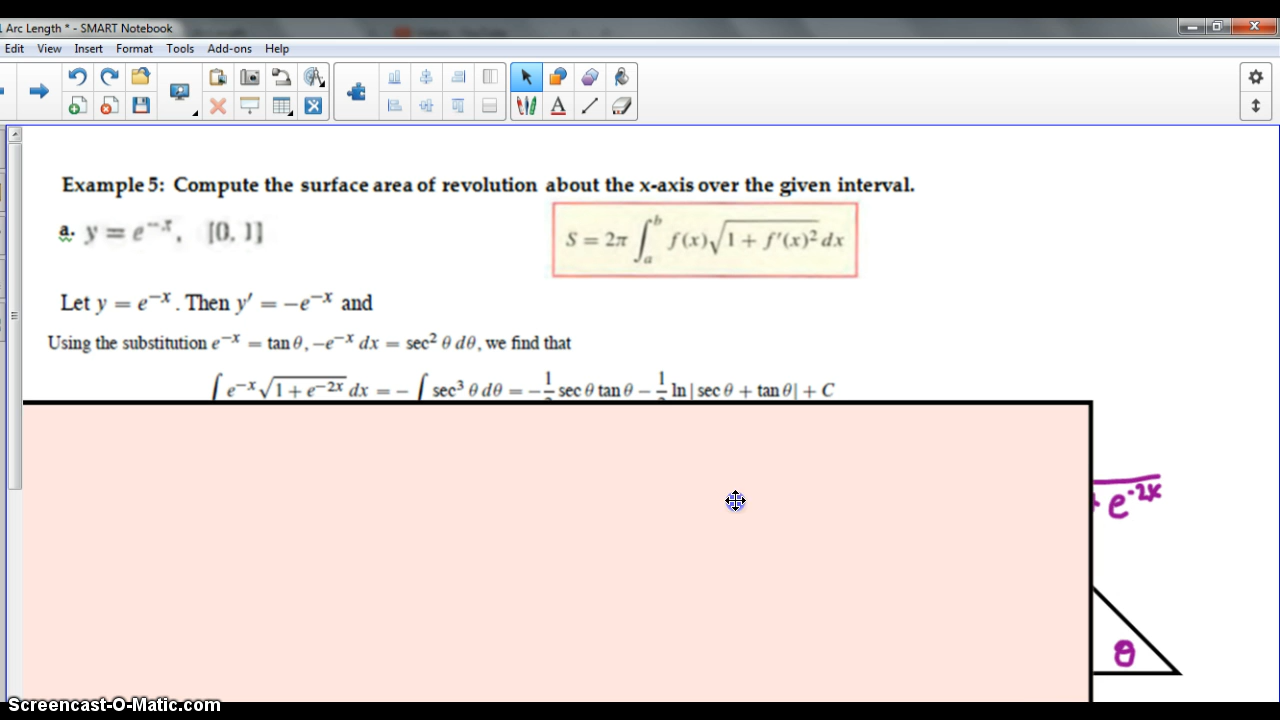 Arc Length * - SMART Notebook
Edit View Insert Format Tools Add-ons Help
Example 5: Compute the surface area of revolution about the x-axis over the given interval.
a. y = e^{-x}, [0, 1]
S = 2π ∫_a^b f(x)√(1 + f'(x)²) dx
Let y = e^{-x}. Then y' = -e^{-x} and
Using the substitution e^{-x} = tan θ, -e^{-x} dx = sec² θ dθ, we find that
∫ e^{-x}√(1 + e^{-2x}) dx = - ∫ sec³ θ dθ = - 1 sec θ tan θ - 1 ln | sec θ + tan θ| + C
+ e^{-2x}
θ
Screencast-O-Matic.com